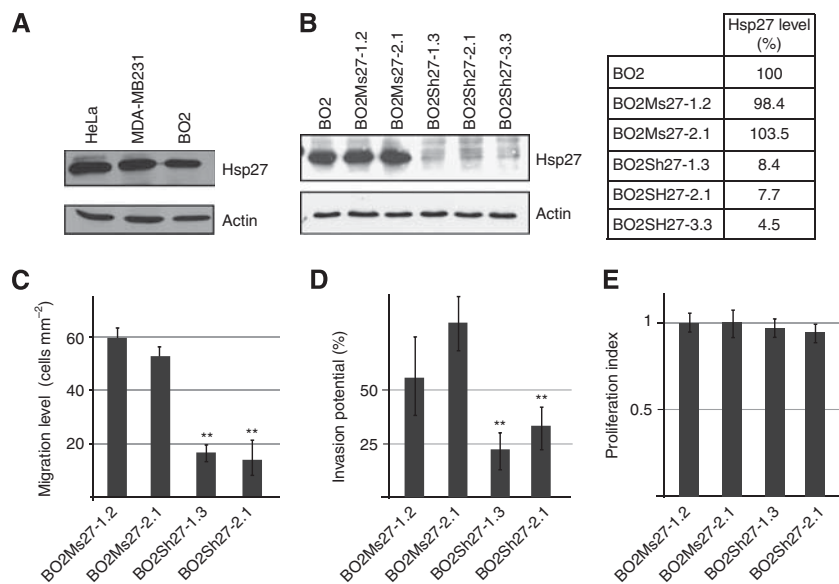 A
HeLa
MDA-MB231
BO2
Hsp27
Actin
B
BO2
BO2Ms27-1.2
BO2Ms27-2.1
BO2Sh27-1.3
BO2Sh27-2.1
BO2Sh27-3.3
Hsp27
Actin
Hsp27 level
(%)
BO2 100
BO2Ms27-1.2 98.4
BO2Ms27-2.1 103.5
BO2Sh27-1.3 8.4
BO2SH27-2.1 7.7
BO2SH27-3.3 4.5
C
Migration level (cells mm⁻²)
60
40
20
**
**
BO2Ms27-1.2
BO2Ms27-2.1
BO2Sh27-1.3
BO2Sh27-2.1
D
Invasion potential (%)
50
25
**
**
BO2Ms27-1.2
BO2Ms27-2.1
BO2Sh27-1.3
BO2Sh27-2.1
E
Proliferation index
1
0.5
BO2Ms27-1.2
BO2Ms27-2.1
BO2Sh27-1.3
BO2Sh27-2.1